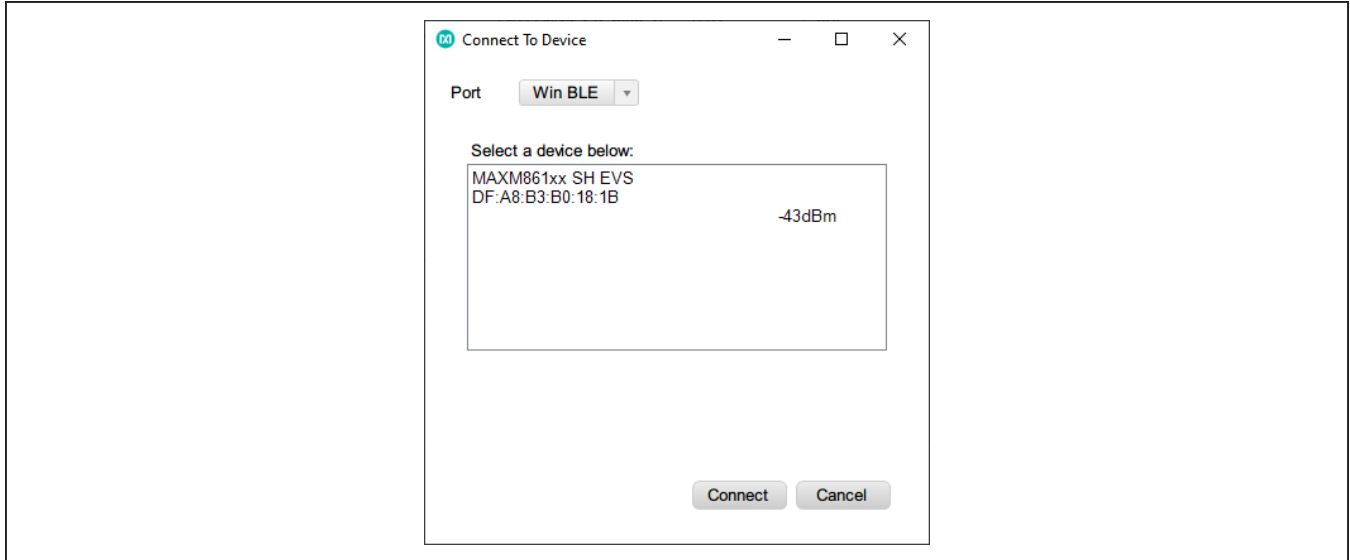 Connect To Device
Port Win BLE
Select a device below:
MAXM861xx SH EVS
DF:A8:B3:B0:18:1B
-43dBm
Connect Cancel